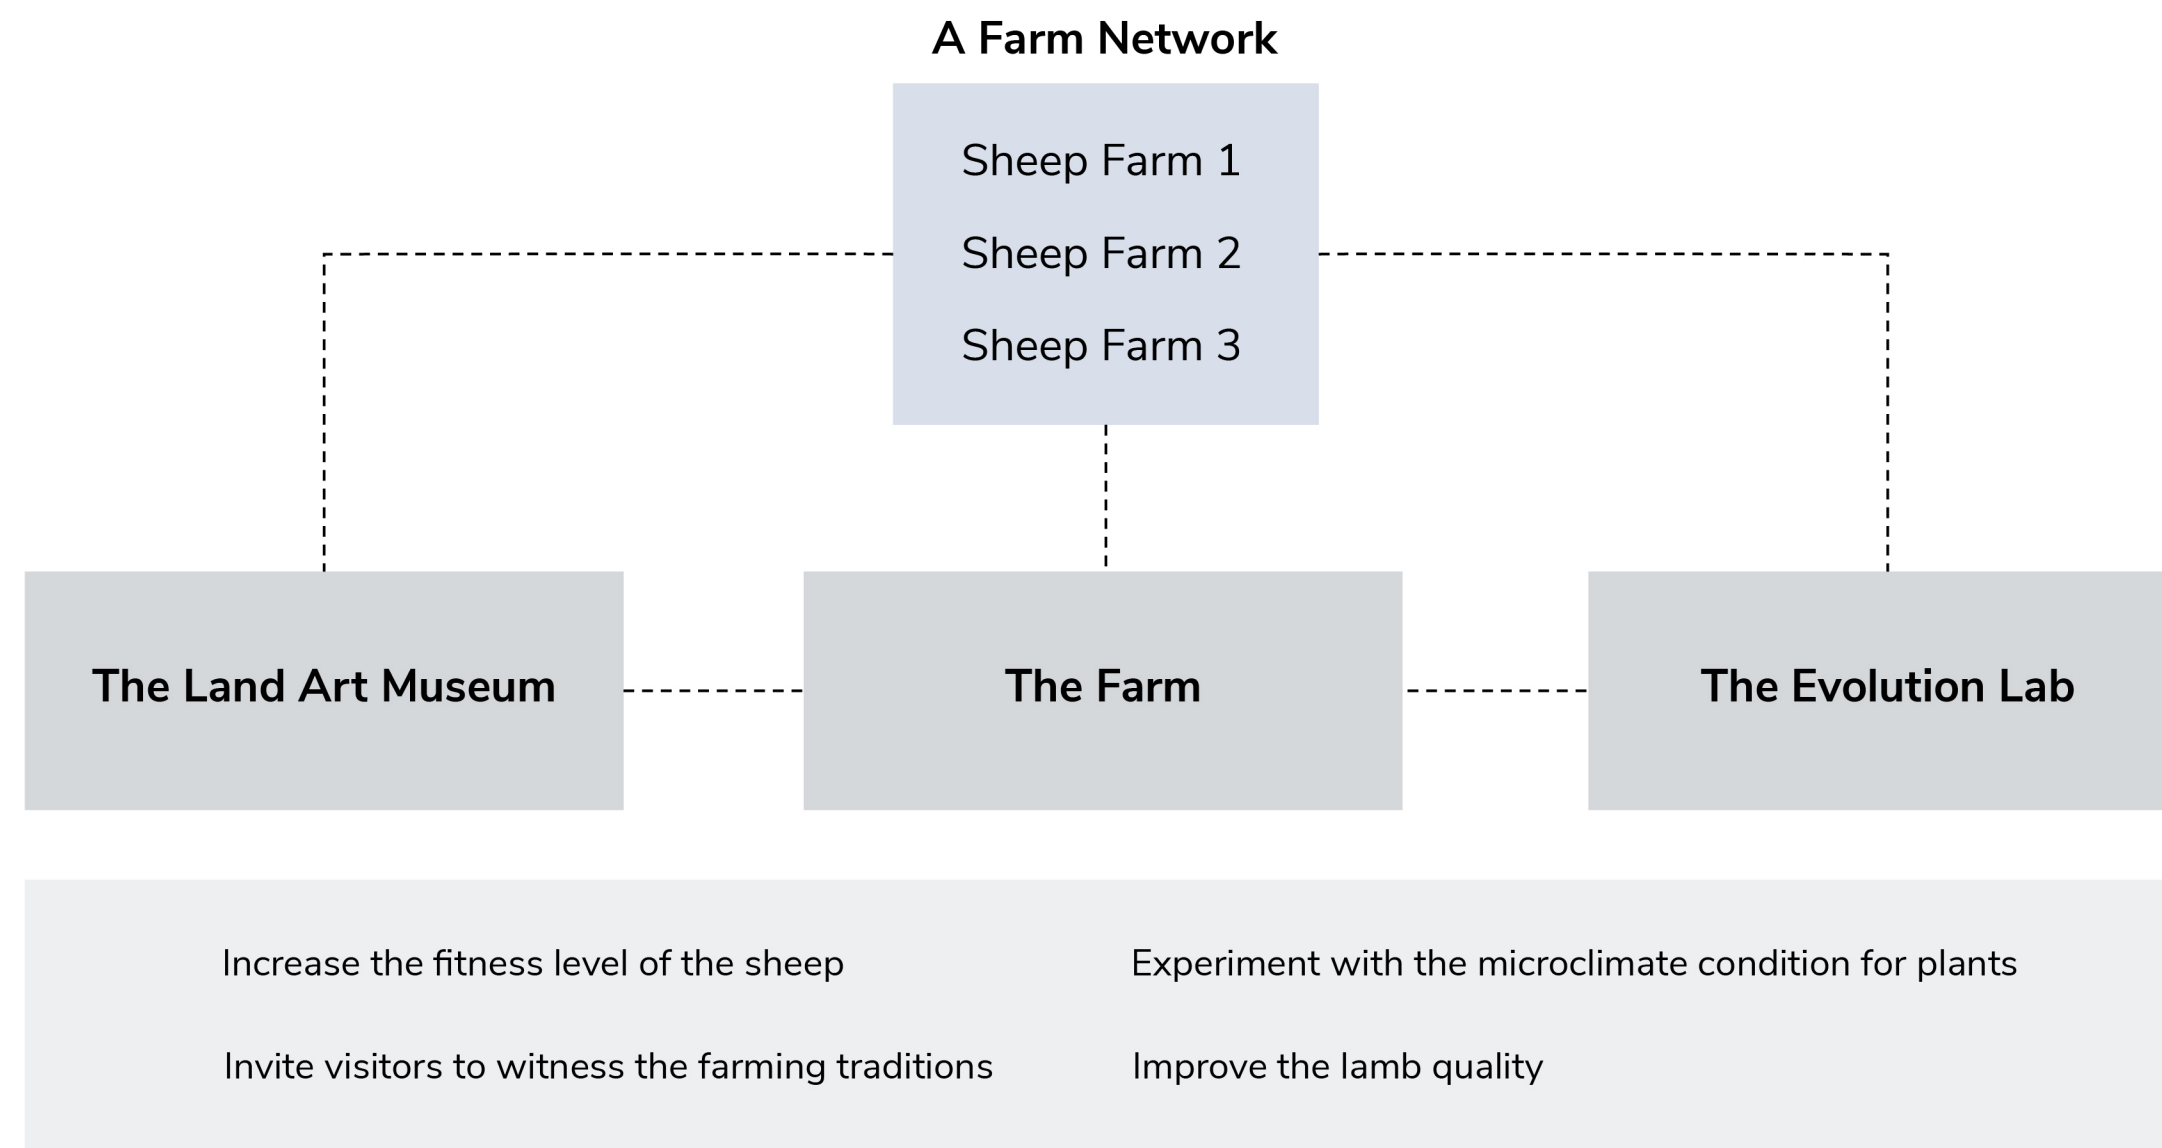 A Farm Network
Sheep Farm 1
Sheep Farm 2
Sheep Farm 3
The Land Art Museum
The Farm
The Evolution Lab
Increase the fitness level of the sheep
Experiment with the microclimate condition for plants
Invite visitors to witness the farming traditions
Improve the lamb quality